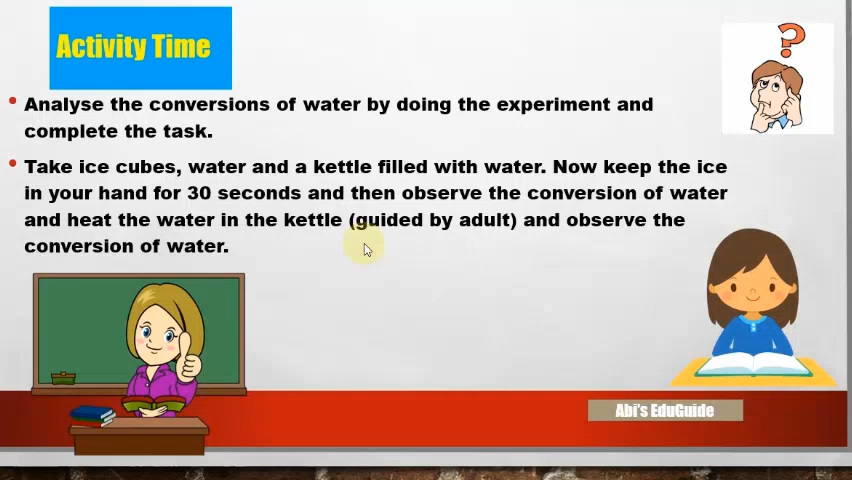 Activity Time
• Analyse the conversions of water by doing the experiment and
complete the task.
• Take ice cubes, water and a kettle filled with water. Now keep the ice
in your hand for 30 seconds and then observe the conversion of water
and heat the water in the kettle (guided by adult) and observe the
conversion of water.
Abi's EduGuide